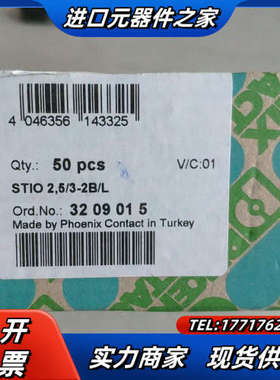 进口元器件之家
4 046356 143325
Qty.: 50 pcs V/C:01
STIO 2,5/3-2B/L
Ord.No.: 32 09 01 5
Made by Phoenix Contact in Turkey
可开
专票
TEL:1771762
实力商家 现货供